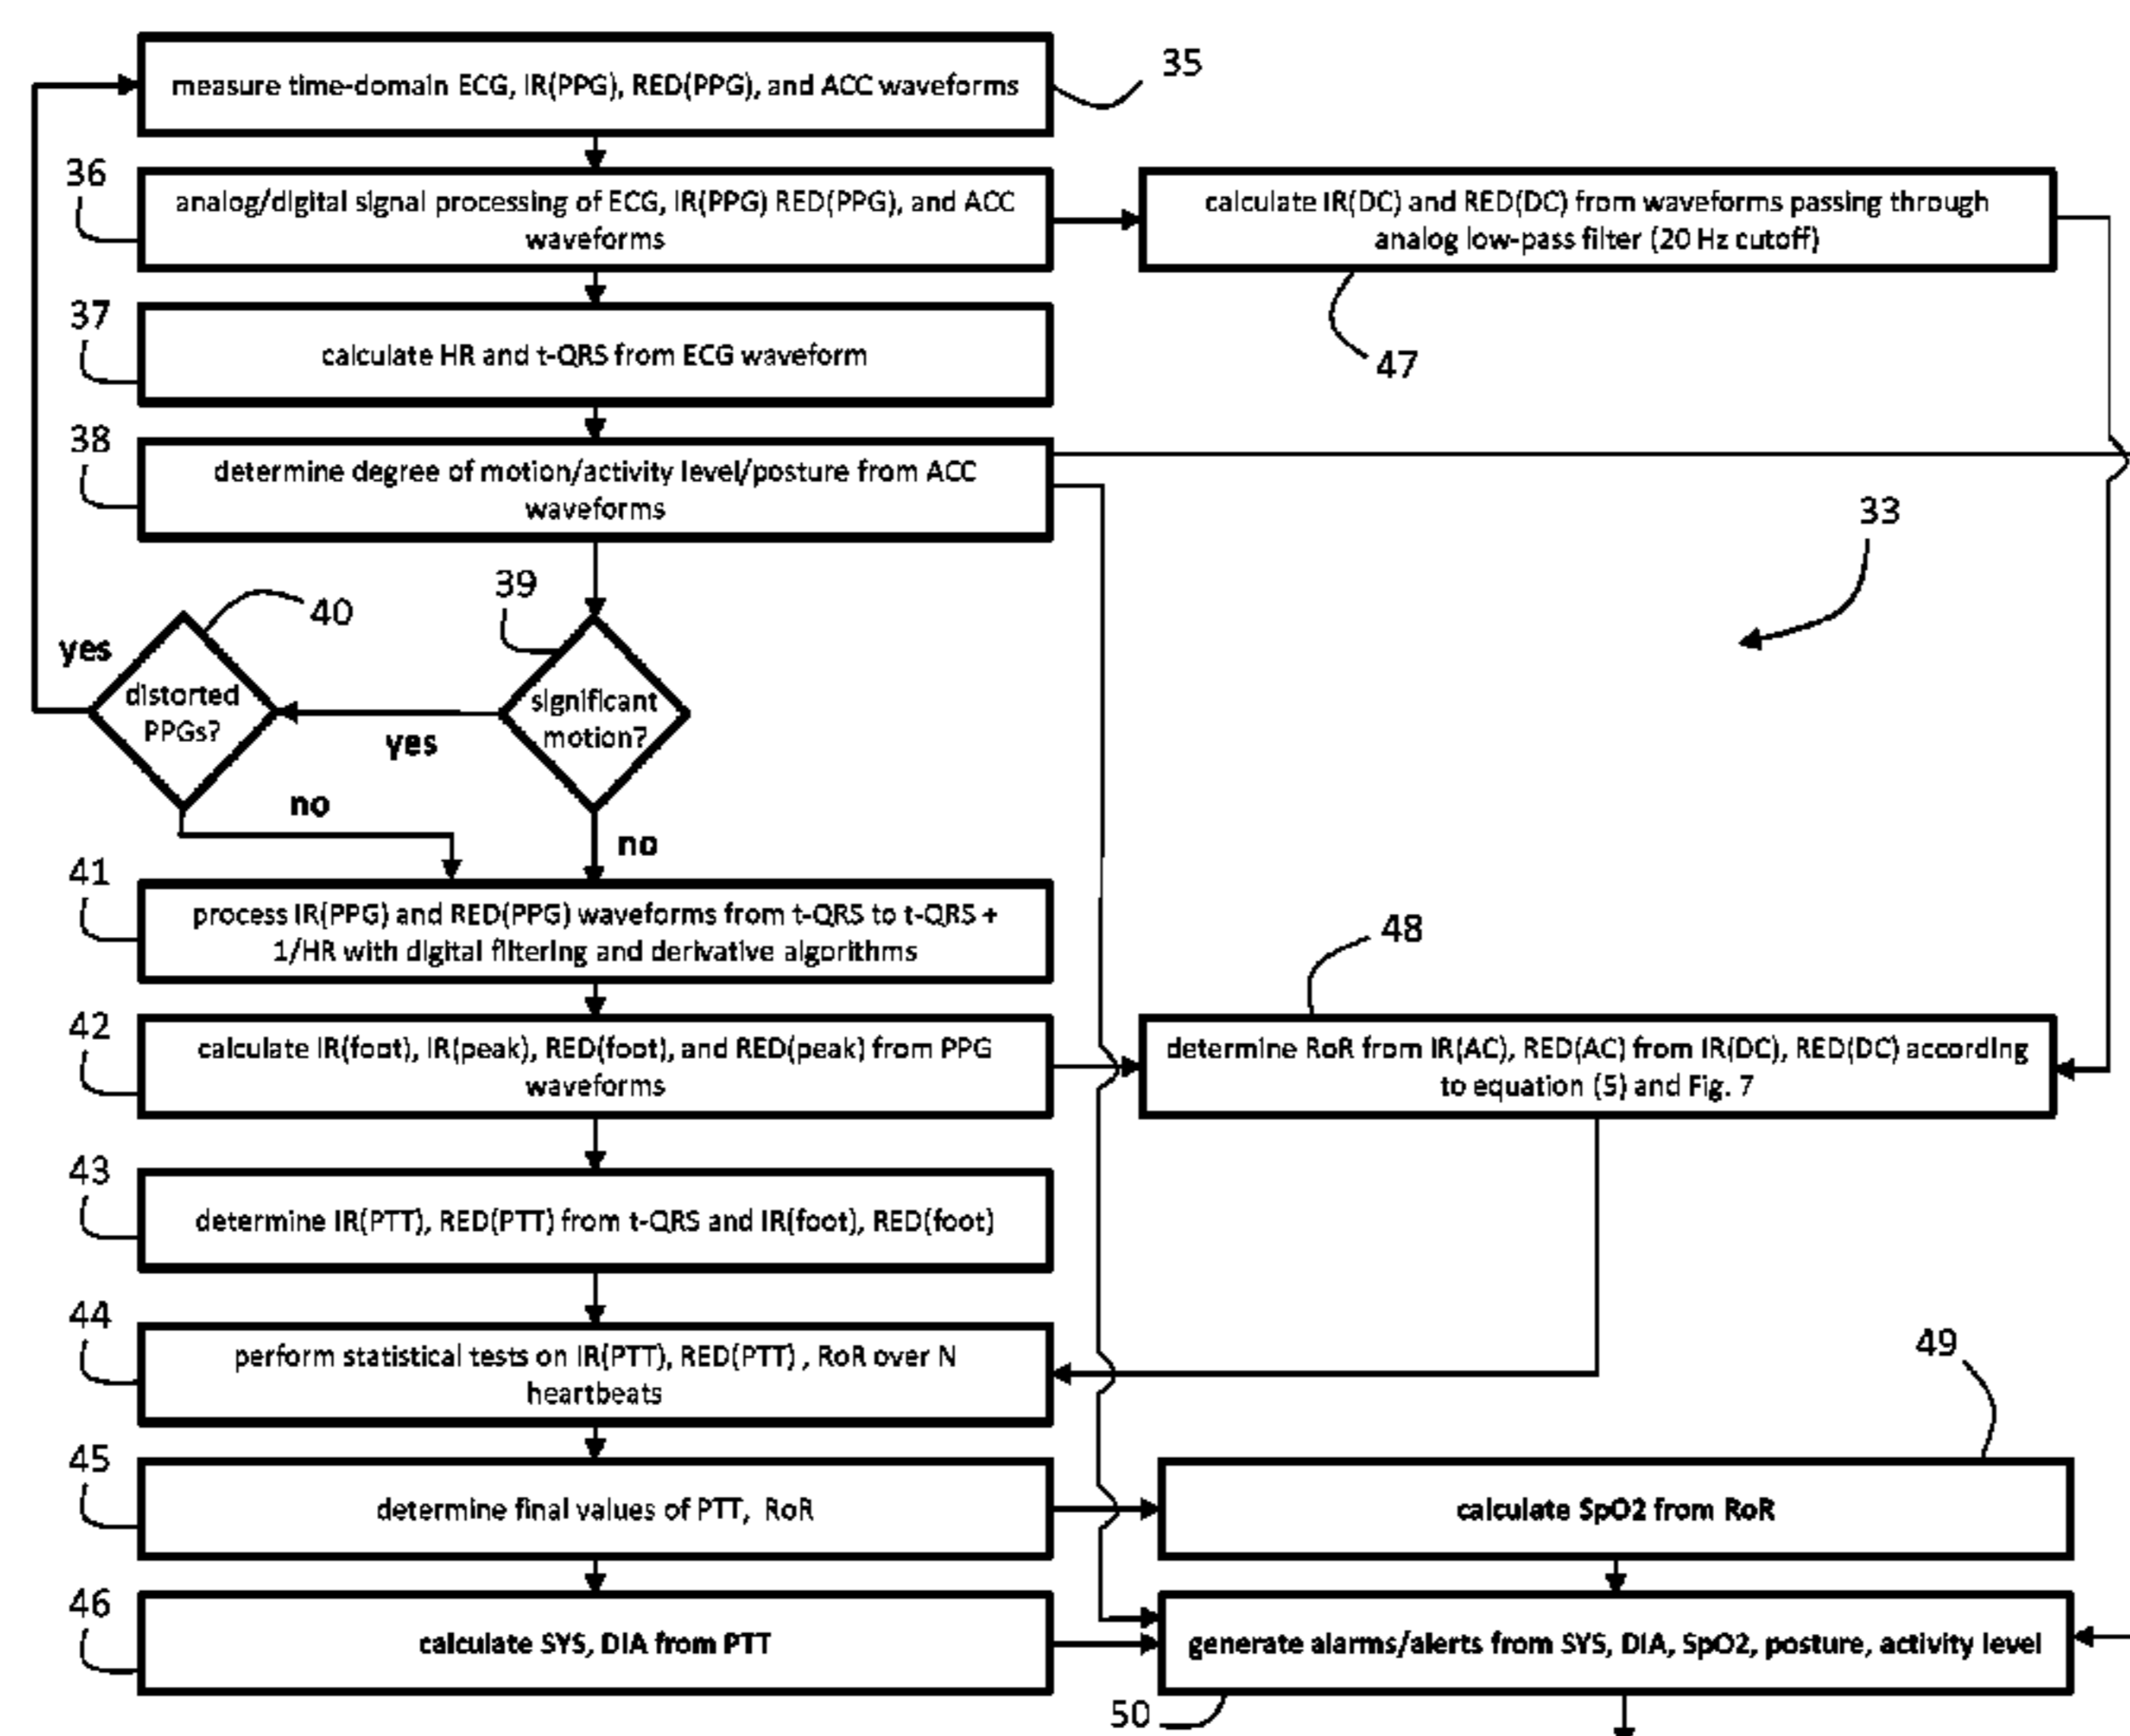 35
measure time-domain ECG, IR(PPG), RED(PPG), and ACC waveforms
36
analog/digital signal processing of ECG, IR(PPG) RED(PPG), and ACC
waveforms
calculate IR(DC) and RED(DC) from waveforms passing through
analog low-pass filter (20 Hz cutoff)
47
37
calculate HR and t-QRS from ECG waveform
38
determine degree of motion/activity level/posture from ACC
waveforms
33
39
40
yes
distorted
PPGs?
significant
motion?
yes
no
no
41
process IR(PPG) and RED(PPG) waveforms from t-QRS to t-QRS +
1/HR with digital filtering and derivative algorithms
48
42
calculate IR(foot), IR(peak), RED(foot), and RED(peak) from PPG
waveforms
determine RoR from IR(AC), RED(AC) from IR(DC), RED(DC) according
to equation (5) and Fig. 7
43
determine IR(PTT), RED(PTT) from t-QRS and IR(foot), RED(foot)
44
perform statistical tests on IR(PTT), RED(PTT) , RoR over N
heartbeats
49
45
determine final values of PTT, RoR
calculate SpO2 from RoR
46
calculate SYS, DIA from PTT
generate alarms/alerts from SYS, DIA, SpO2, posture, activity level
50